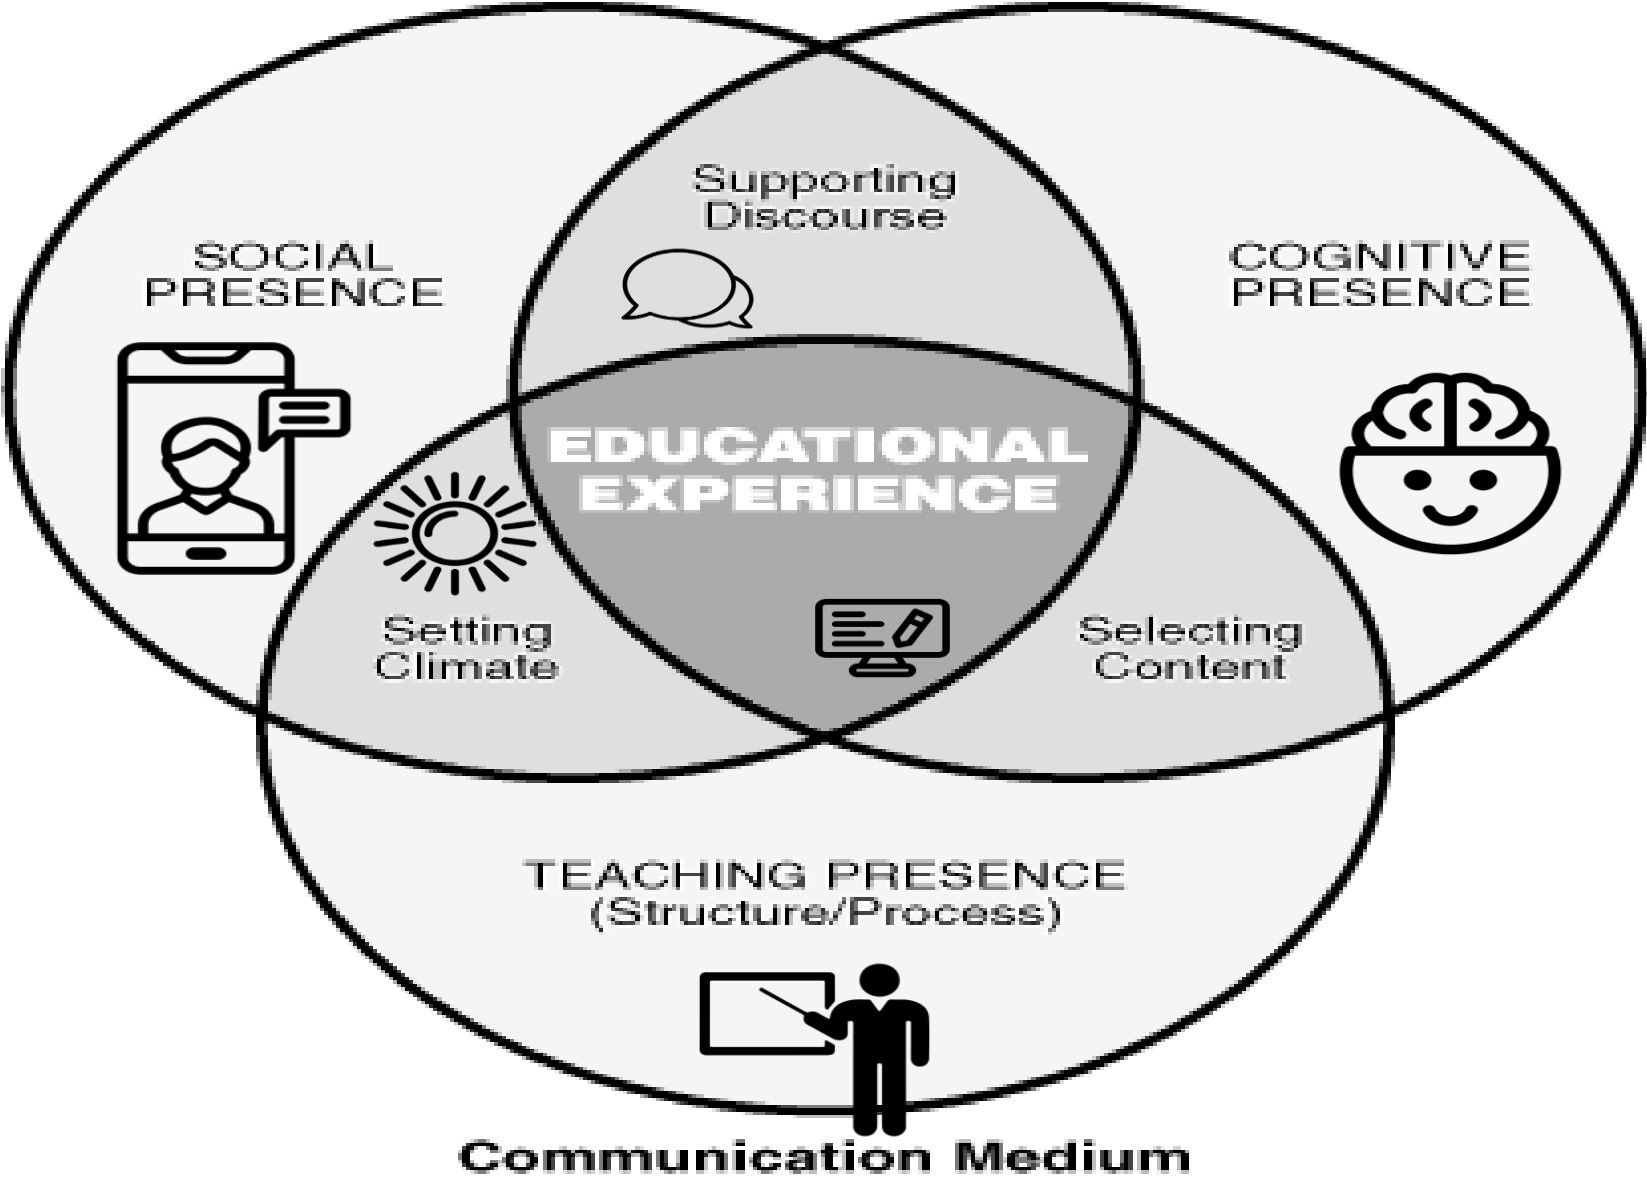 Supporting
Discourse
SOCIAL
PRESENCE
COGNITIVE
PRESENCE
EDUCATIONAL
EXPERIENCE
Setting
Climate
Selecting
Content
TEACHING PRESENCE
(Structure/Process)
Communication Medium